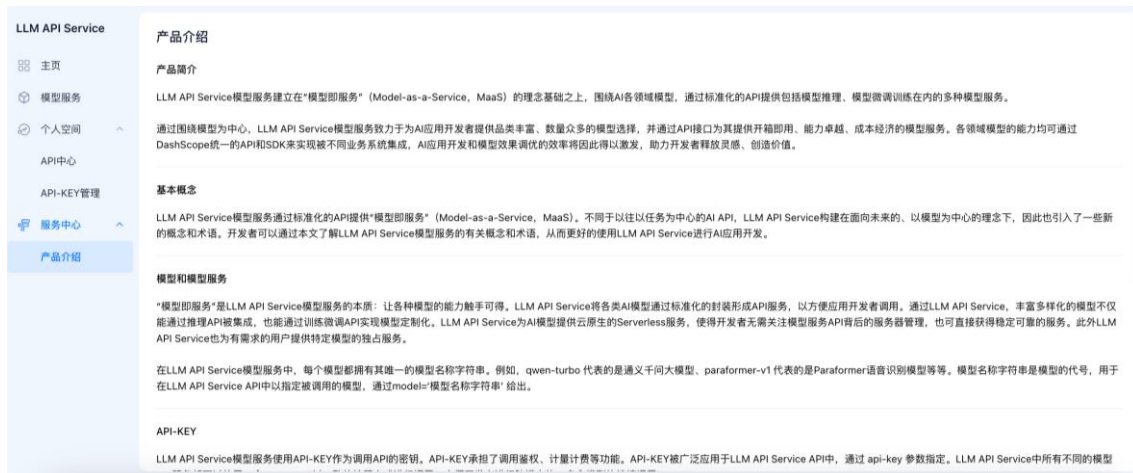 LLM API Service
主页
模型服务
个人空间
API中心
API-KEY管理
服务中心
产品介绍
产品介绍
产品简介
LLM API Service模型服务建立在“模型即服务”（Model-as-a-Service，MaaS）的理念基础之上，围绕AI各领域模型，通过标准化的API提供包括模型推理、模型微调训练在内的多种模型服务。
通过围绕模型为中心，LLM API Service模型服务致力于为AI应用开发者提供品类丰富、数量众多的模型选择，并通过API接口为其提供开箱即用、能力卓越、成本经济的模型服务。各领域模型的能力均可通过
DashScope统一的API和SDK来实现被不同业务系统集成，AI应用开发和模型效果调优的效率将因此得以激发，助力开发者释放灵感、创造价值。
基本概念
LLM API Service模型服务通过标准化的API提供“模型即服务”（Model-as-a-Service，MaaS）。不同于以往以任务为中心的AI API，LLM API Service构建在面向未来的、以模型为中心的理念下，因此也引入了一些新
的概念和术语。开发者可以通过本文了解LLM API Service模型服务的有关概念和术语，从而更好的使用LLM API Service进行AI应用开发。
模型和模型服务
“模型即服务”是LLM API Service模型服务的本质：让各种模型的能力触手可得。LLM API Service将各类AI模型通过标准化的封装形成API服务，以方便应用开发者调用。通过LLM API Service，丰富多样化的模型不仅
能通过推理API被集成，也能通过训练微调API实现模型定制化。LLM API Service为AI模型提供云原生的Serverless服务，使得开发者无需关注模型服务API背后的服务器管理，也可直接获得稳定可靠的服务。此外LLM
API Service也为有需求的用户提供特定模型的独占服务。
在LLM API Service模型服务中，每个模型都拥有其唯一的模型名称字符串。例如，qwen-turbo 代表的是通义千问大模型、paraformer-v1 代表的是Paraformer语音识别模型等等。模型名称字符串是模型的代号，用于
在LLM API Service API中以指定被调用的模型，通过model='模型名称字符串' 给出。
API-KEY
LLM API Service模型服务使用API-KEY作为调用API的密钥。API-KEY承担了调用鉴权、计量计费等功能。API-KEY被广泛应用于LLM API Service API中，通过 api-key 参数指定。LLM API Service中所有不同的模型